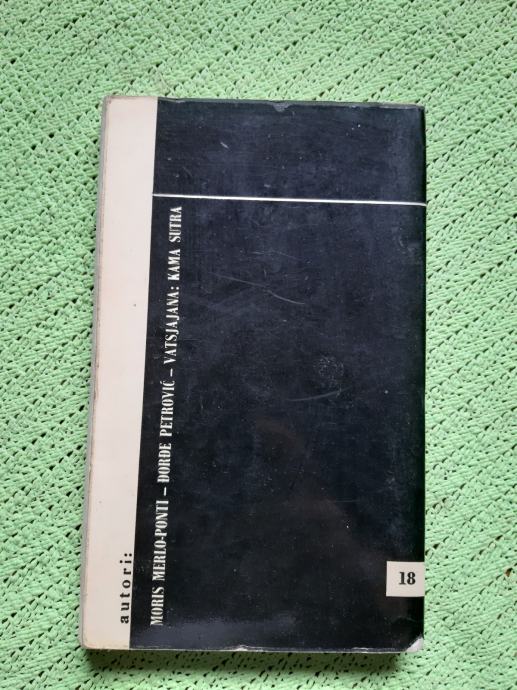 autori:
MORIS MERLO-PONTI – ĐORĐE PETROVIĆ – VATSJAJANA: KAMA SUTRA
18